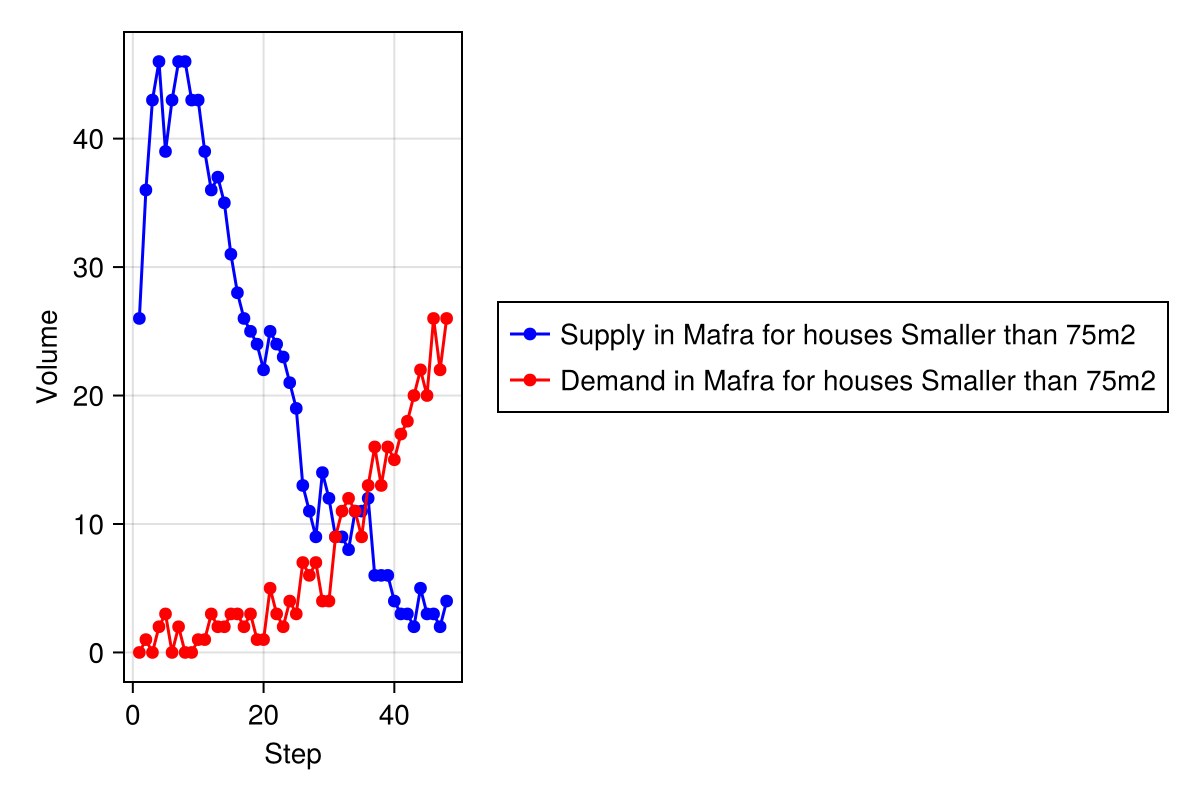 Volume
40
30
20
10
0
0 20 40
Step
Supply in Mafra for houses Smaller than 75m2
Demand in Mafra for houses Smaller than 75m2